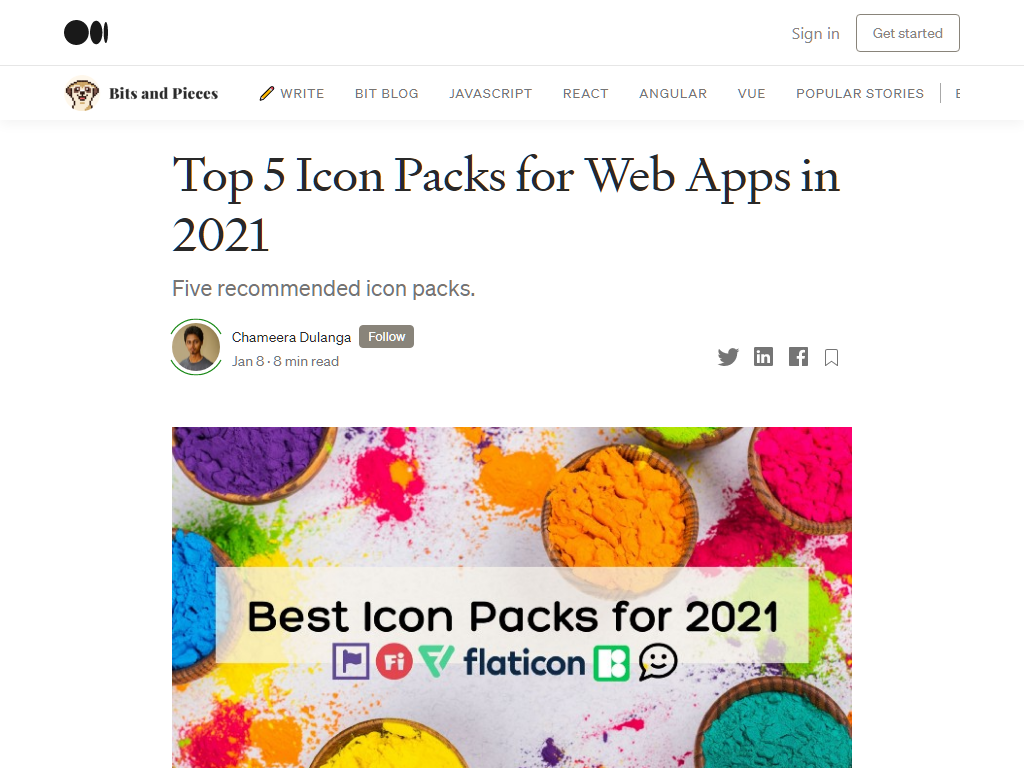 Sign in
Get started
Bits and Pieces
WRITE
BIT BLOG
JAVASCRIPT
REACT
ANGULAR
VUE
POPULAR STORIES
Top 5 Icon Packs for Web Apps in
2021
Five recommended icon packs.
Chameera Dulanga
Follow
Jan 8 · 8 min read
Best Icon Packs for 2021
Fi
flaticon